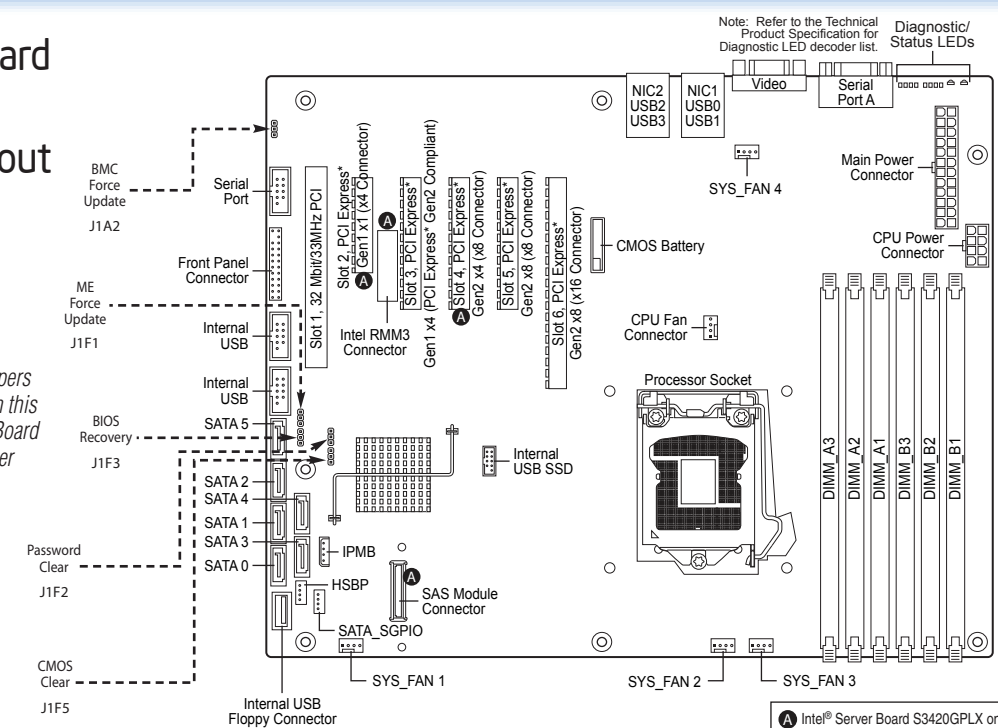 ard
out
Note:  Refer to the Technical
Product Specification for
Diagnostic LED decoder list.
Diagnostic/
Status LEDs
NIC2
USB2
USB3
NIC1
USB0
USB1
Video
Serial
Port A
BMC
Force
Update
J1A2
Serial
Port
Front Panel
Connector
ME
Force
Update
J1F1
Internal
USB
Internal
USB
pers
n this
Board
er
BIOS
Recovery
J1F3
SATA 5
SATA 2
SATA 4
SATA 1
SATA 3
SATA 0
Password
Clear
J1F2
CMOS
Clear
J1F5
Slot 1, 32 Mbit/33MHz PCI
Slot 2, PCI Express*
Gen1 x1 (x4 Connector)
A
A
Intel RMM3
Connector
Slot 3, PCI Express*
Gen1 x4 (PCI Express* Gen2 Compliant)
Slot 4, PCI Express*
Gen2 x4 (x8 Connector)
A
Slot 5, PCI Express*
Gen2 x8 (x8 Connector)
Slot 6, PCI Express*
Gen2 x8 (x16 Connector)
SYS_FAN 4
Main Power
Connector
CPU Power
Connector
CMOS Battery
CPU Fan
Connector
Processor Socket
DIMM_A3
DIMM_A2
DIMM_A1
DIMM_B3
DIMM_B2
DIMM_B1
Internal
USB SSD
IPMB
HSBP
A
SAS Module
Connector
SATA_SGPIO
SYS_FAN 1
SYS_FAN 2
SYS_FAN 3
Internal USB
Floppy Connector
A Intel® Server Board S3420GPLX on